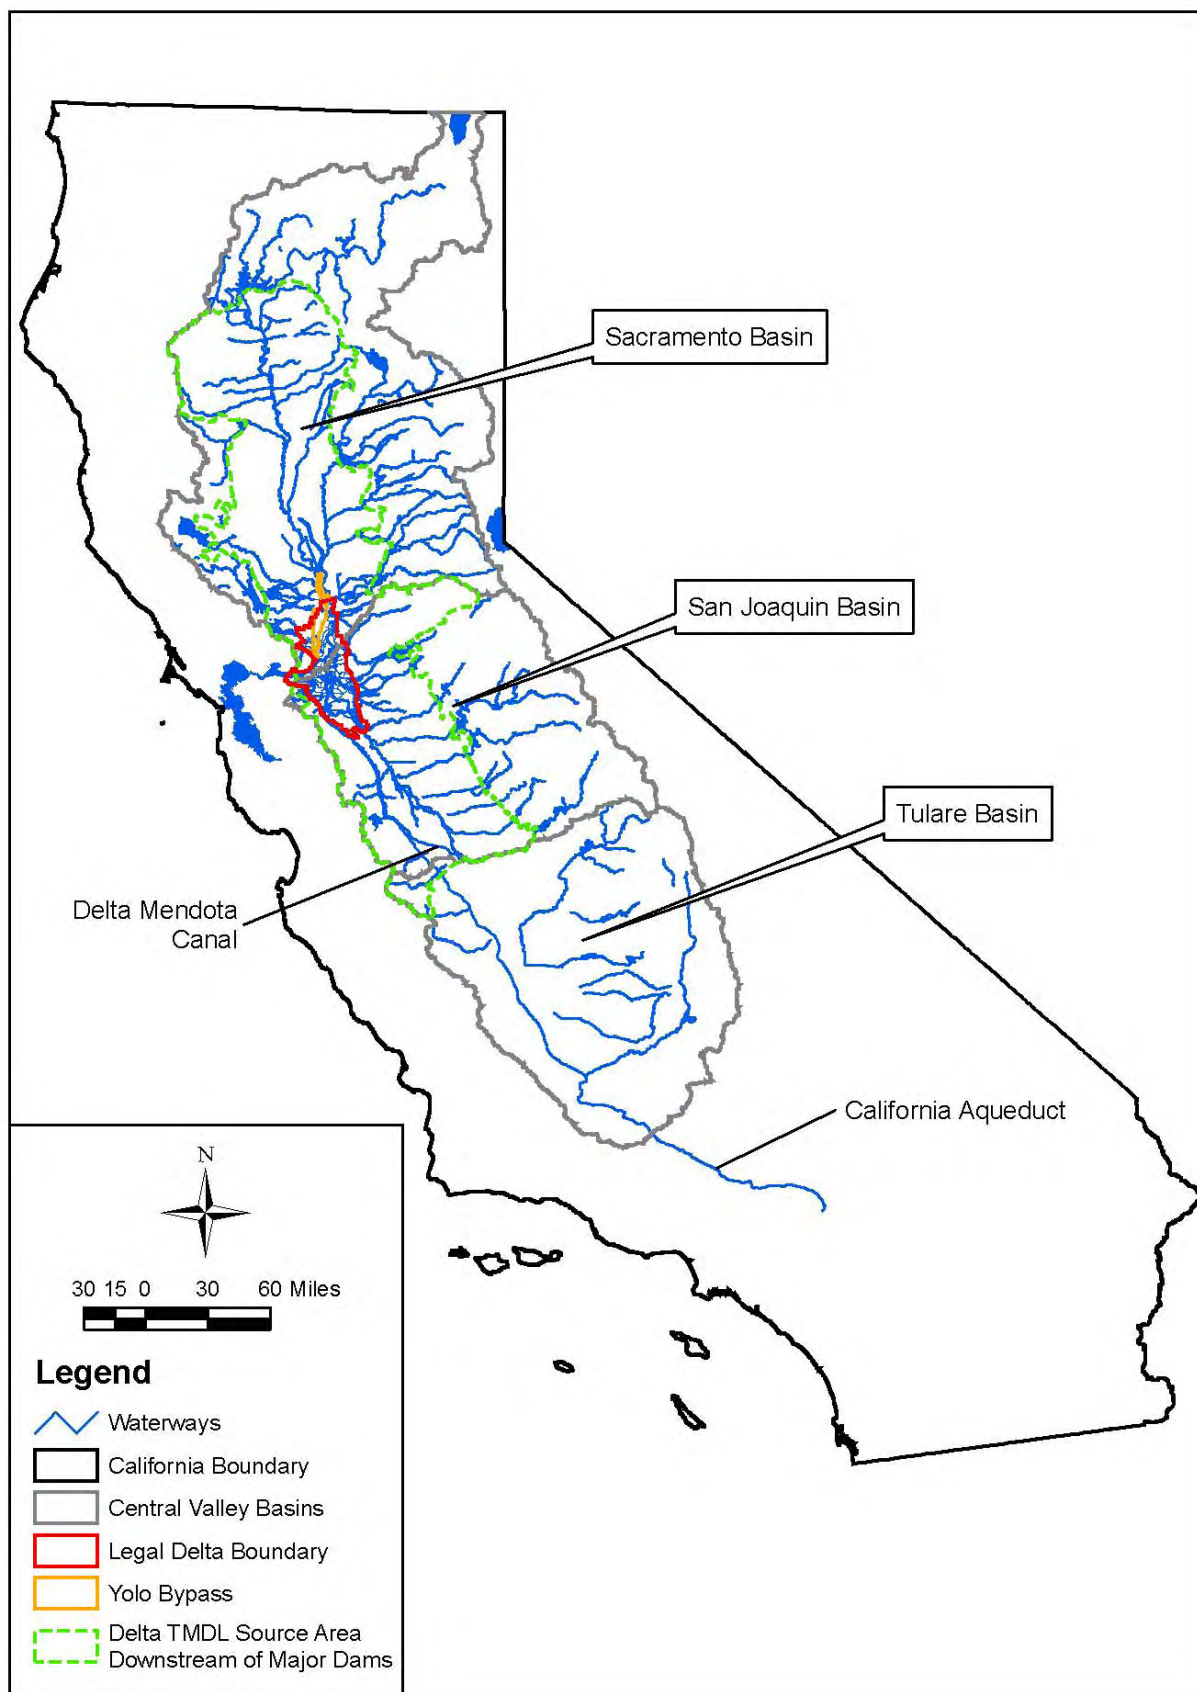 Sacramento Basin
San Joaquin Basin
Tulare Basin
Delta Mendota
Canal
California Aqueduct
N
30 15 0 30 60 Miles
Legend
Waterways
California Boundary
Central Valley Basins
Legal Delta Boundary
Yolo Bypass
Delta TMDL Source Area
Downstream of Major Dams